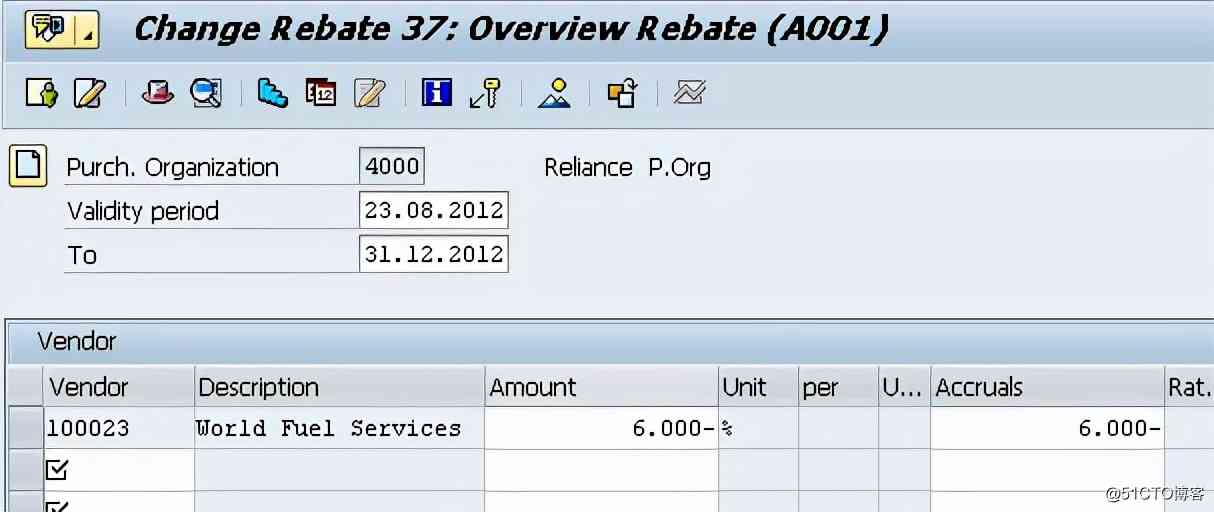 Change Rebate 37: Overview Rebate (A001)
12
Purch. Organization 4000 Reliance P.Org
Validity period 23.08.2012
To 31.12.2012
Vendor
Vendor Description Amount Unit per U... Accruals Rat.
100023 World Fuel Services 6.000- % 6.000-
@51CTO博客